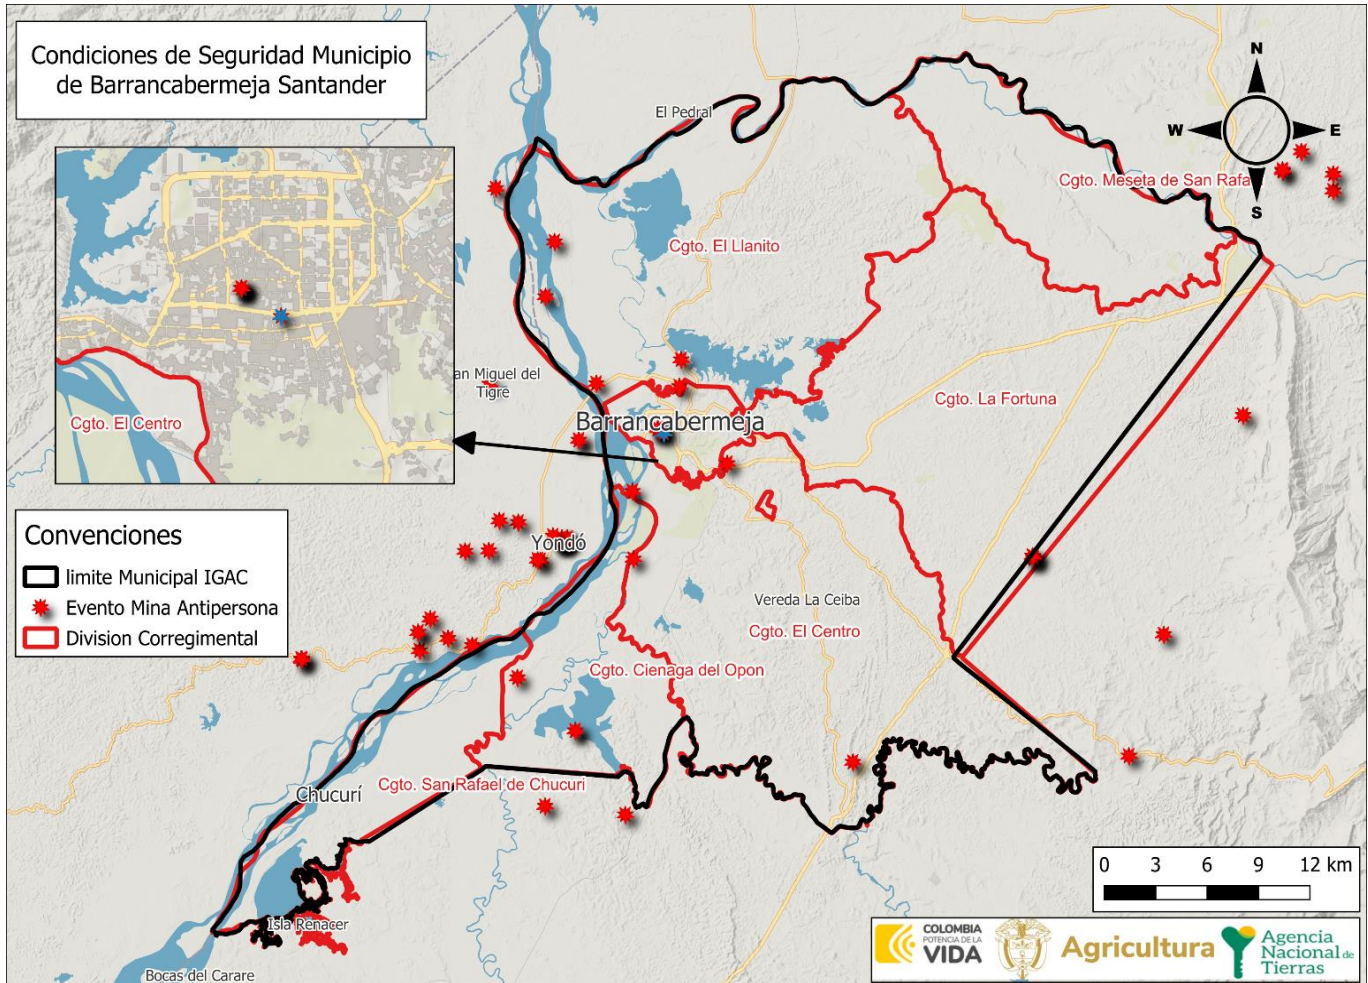 Condiciones de Seguridad Municipio
de Barrancabermeja Santander
N
W
E
S
El Pedral
Cgto. Meseta de San Rafael
Cgto. El Llanito
an Miguel del
Tigre
Cgto. La Fortuna
Barrancabermeja
Cgto. El Centro
Convenciones
limite Municipal IGAC
Evento Mina Antipersona
Division Corregimental
Yondó
Vereda La Ceiba
Cgto. El Centro
Cgto. Cienaga del Opon
Cgto. San Rafael de Chucuri
Chucurí
Isla Renacer
Bocas del Carare
0 3 6 9 12 km
COLOMBIA
POTENCIA DE LA
VIDA
Agricultura
Agencia
Nacional de
Tierras